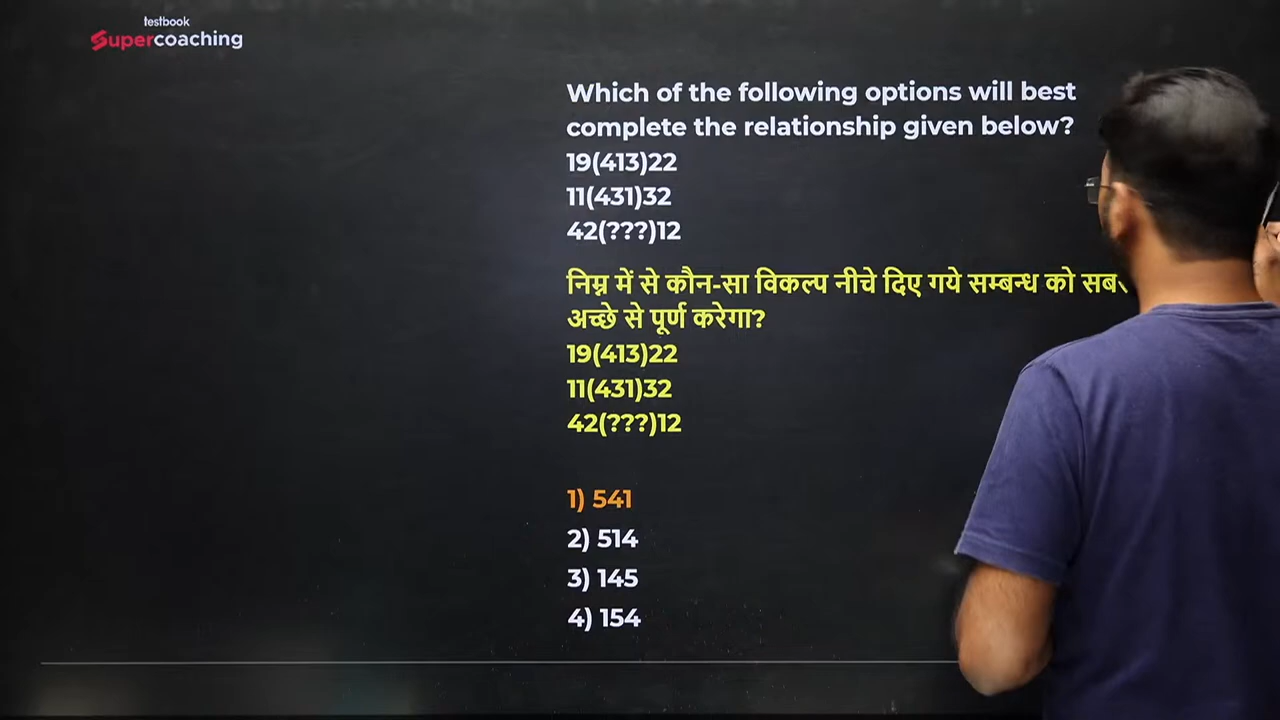 testbook
Supercoaching
Which of the following options will best
complete the relationship given below?
19(413)22
11(431)32
42(???)12
निम्न में से कौन-सा विकल्प नीचे दिए गये सम्बन्ध को
अच्छे से पूर्ण करेगा?
19(413)22
11(431)32
42(???)12
1) 541
2) 514
3) 145
4) 154